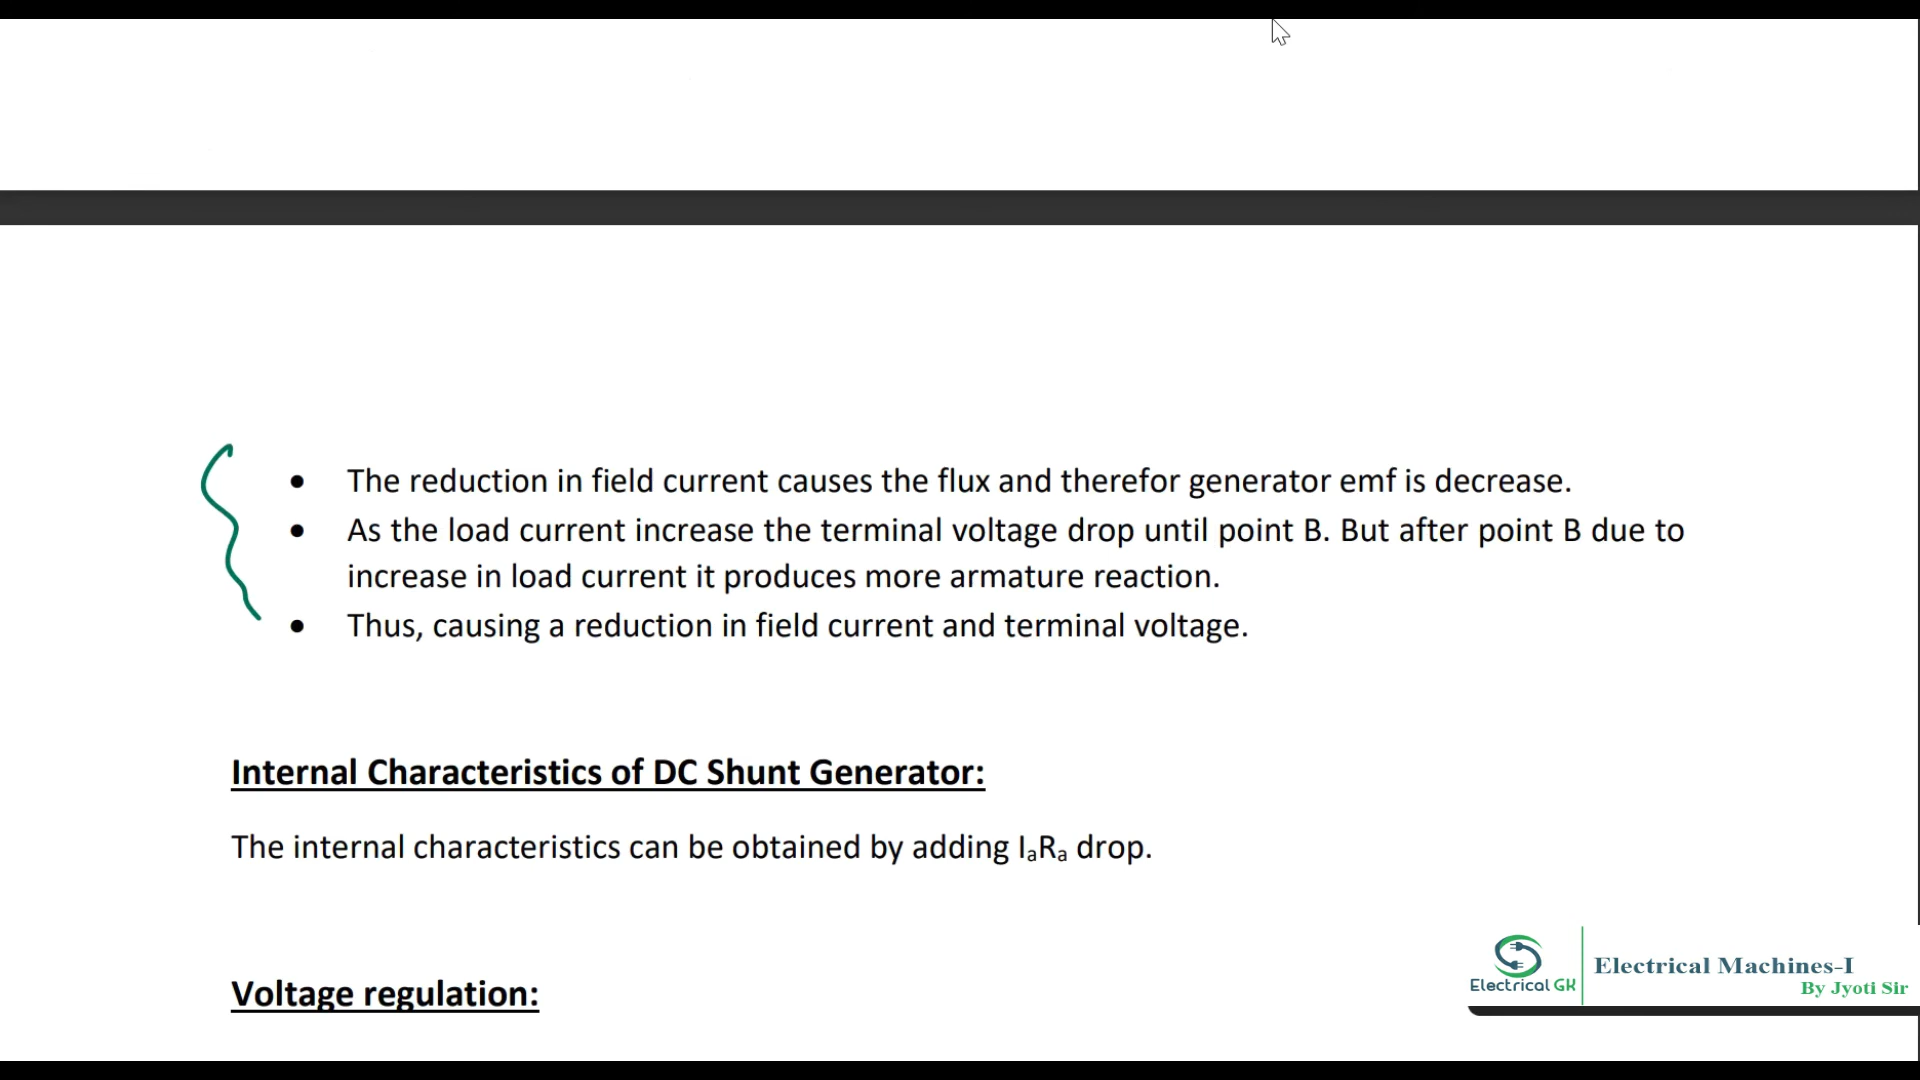 • The reduction in field current causes the flux and therefor generator emf is decrease.
• As the load current increase the terminal voltage drop until point B. But after point B due to
increase in load current it produces more armature reaction.
• Thus, causing a reduction in field current and terminal voltage.
Internal Characteristics of DC Shunt Generator:
The internal characteristics can be obtained by adding IₐRₐ drop.
Voltage regulation:
Electrical GK
Electrical Machines-I
By Jyoti Sir